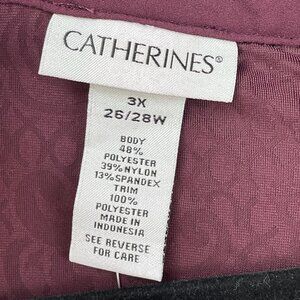 CATHERINES®
3X
26/28W
BODY
48%
POLYESTER
39% NYLON
13% SPANDEX
TRIM
100%
POLYESTER
MADE IN
INDONESIA
SEE REVERSE
FOR CARE